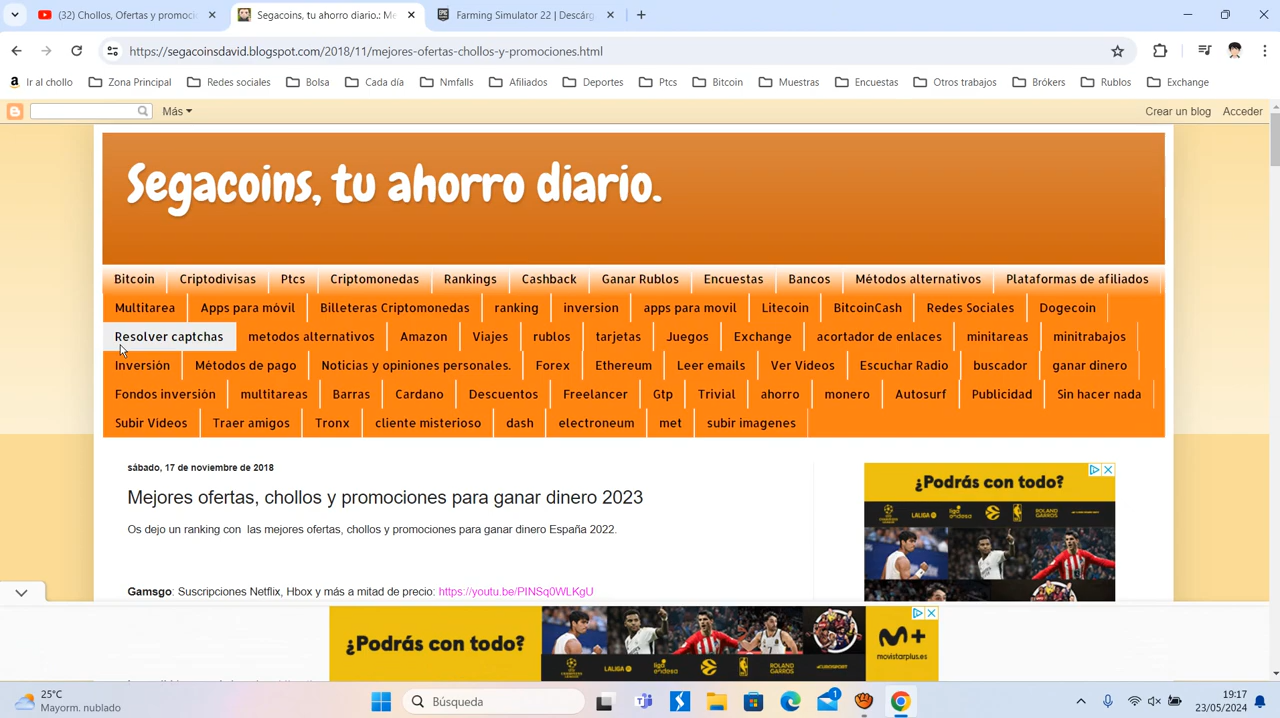 (32) Chollos, Ofertas y promoci
Segacoins, tu ahorro diario.: Me
Farming Simulator 22 | Descárg
https://segacoinsdavid.blogspot.com/2018/11/mejores-ofertas-chollos-y-promociones.html
Ir al chollo Zona Principal Redes sociales Bolsa Cada día Nmfalls Afiliados Deportes Ptcs Bitcoin Muestras Encuestas Otros trabajos Brókers Rublos Exchange
Más Crear un blog Acceder
Segacoins, tu ahorro diario.
Bitcoin Criptodivisas Ptcs Criptomonedas Rankings Cashback Ganar Rublos Encuestas Bancos Métodos alternativos Plataformas de afiliados
Multitarea Apps para móvil Billeteras Criptomonedas ranking inversion apps para movil Litecoin BitcoinCash Redes Sociales Dogecoin
Resolver captchas metodos alternativos Amazon Viajes rublos tarjetas Juegos Exchange acortador de enlaces minitareas minitrabajos
Inversión Métodos de pago Noticias y opiniones personales. Forex Ethereum Leer emails Ver Videos Escuchar Radio buscador ganar dinero
Fondos inversión multitareas Barras Cardano Descuentos Freelancer Gtp Trivial ahorro monero Autosurf Publicidad Sin hacer nada
Subir Videos Traer amigos Tronx cliente misterioso dash electroneum met subir imagenes
sábado, 17 de noviembre de 2018
Mejores ofertas, chollos y promociones para ganar dinero 2023
Os dejo un ranking con las mejores ofertas, chollos y promociones para ganar dinero España 2022.
Gamsgo: Suscripciones Netflix, Hbox y más a mitad de precio: https://youtu.be/PINSq0WLKgU
¿Podrás con todo?
LALIGA
ROLAND GARROS
¿Podrás con todo?
LALIGA
ROLAND GARROS
M+
movistarplus.es
25°C
Mayorm. nublado
Búsqueda
1
19:17
23/05/2024